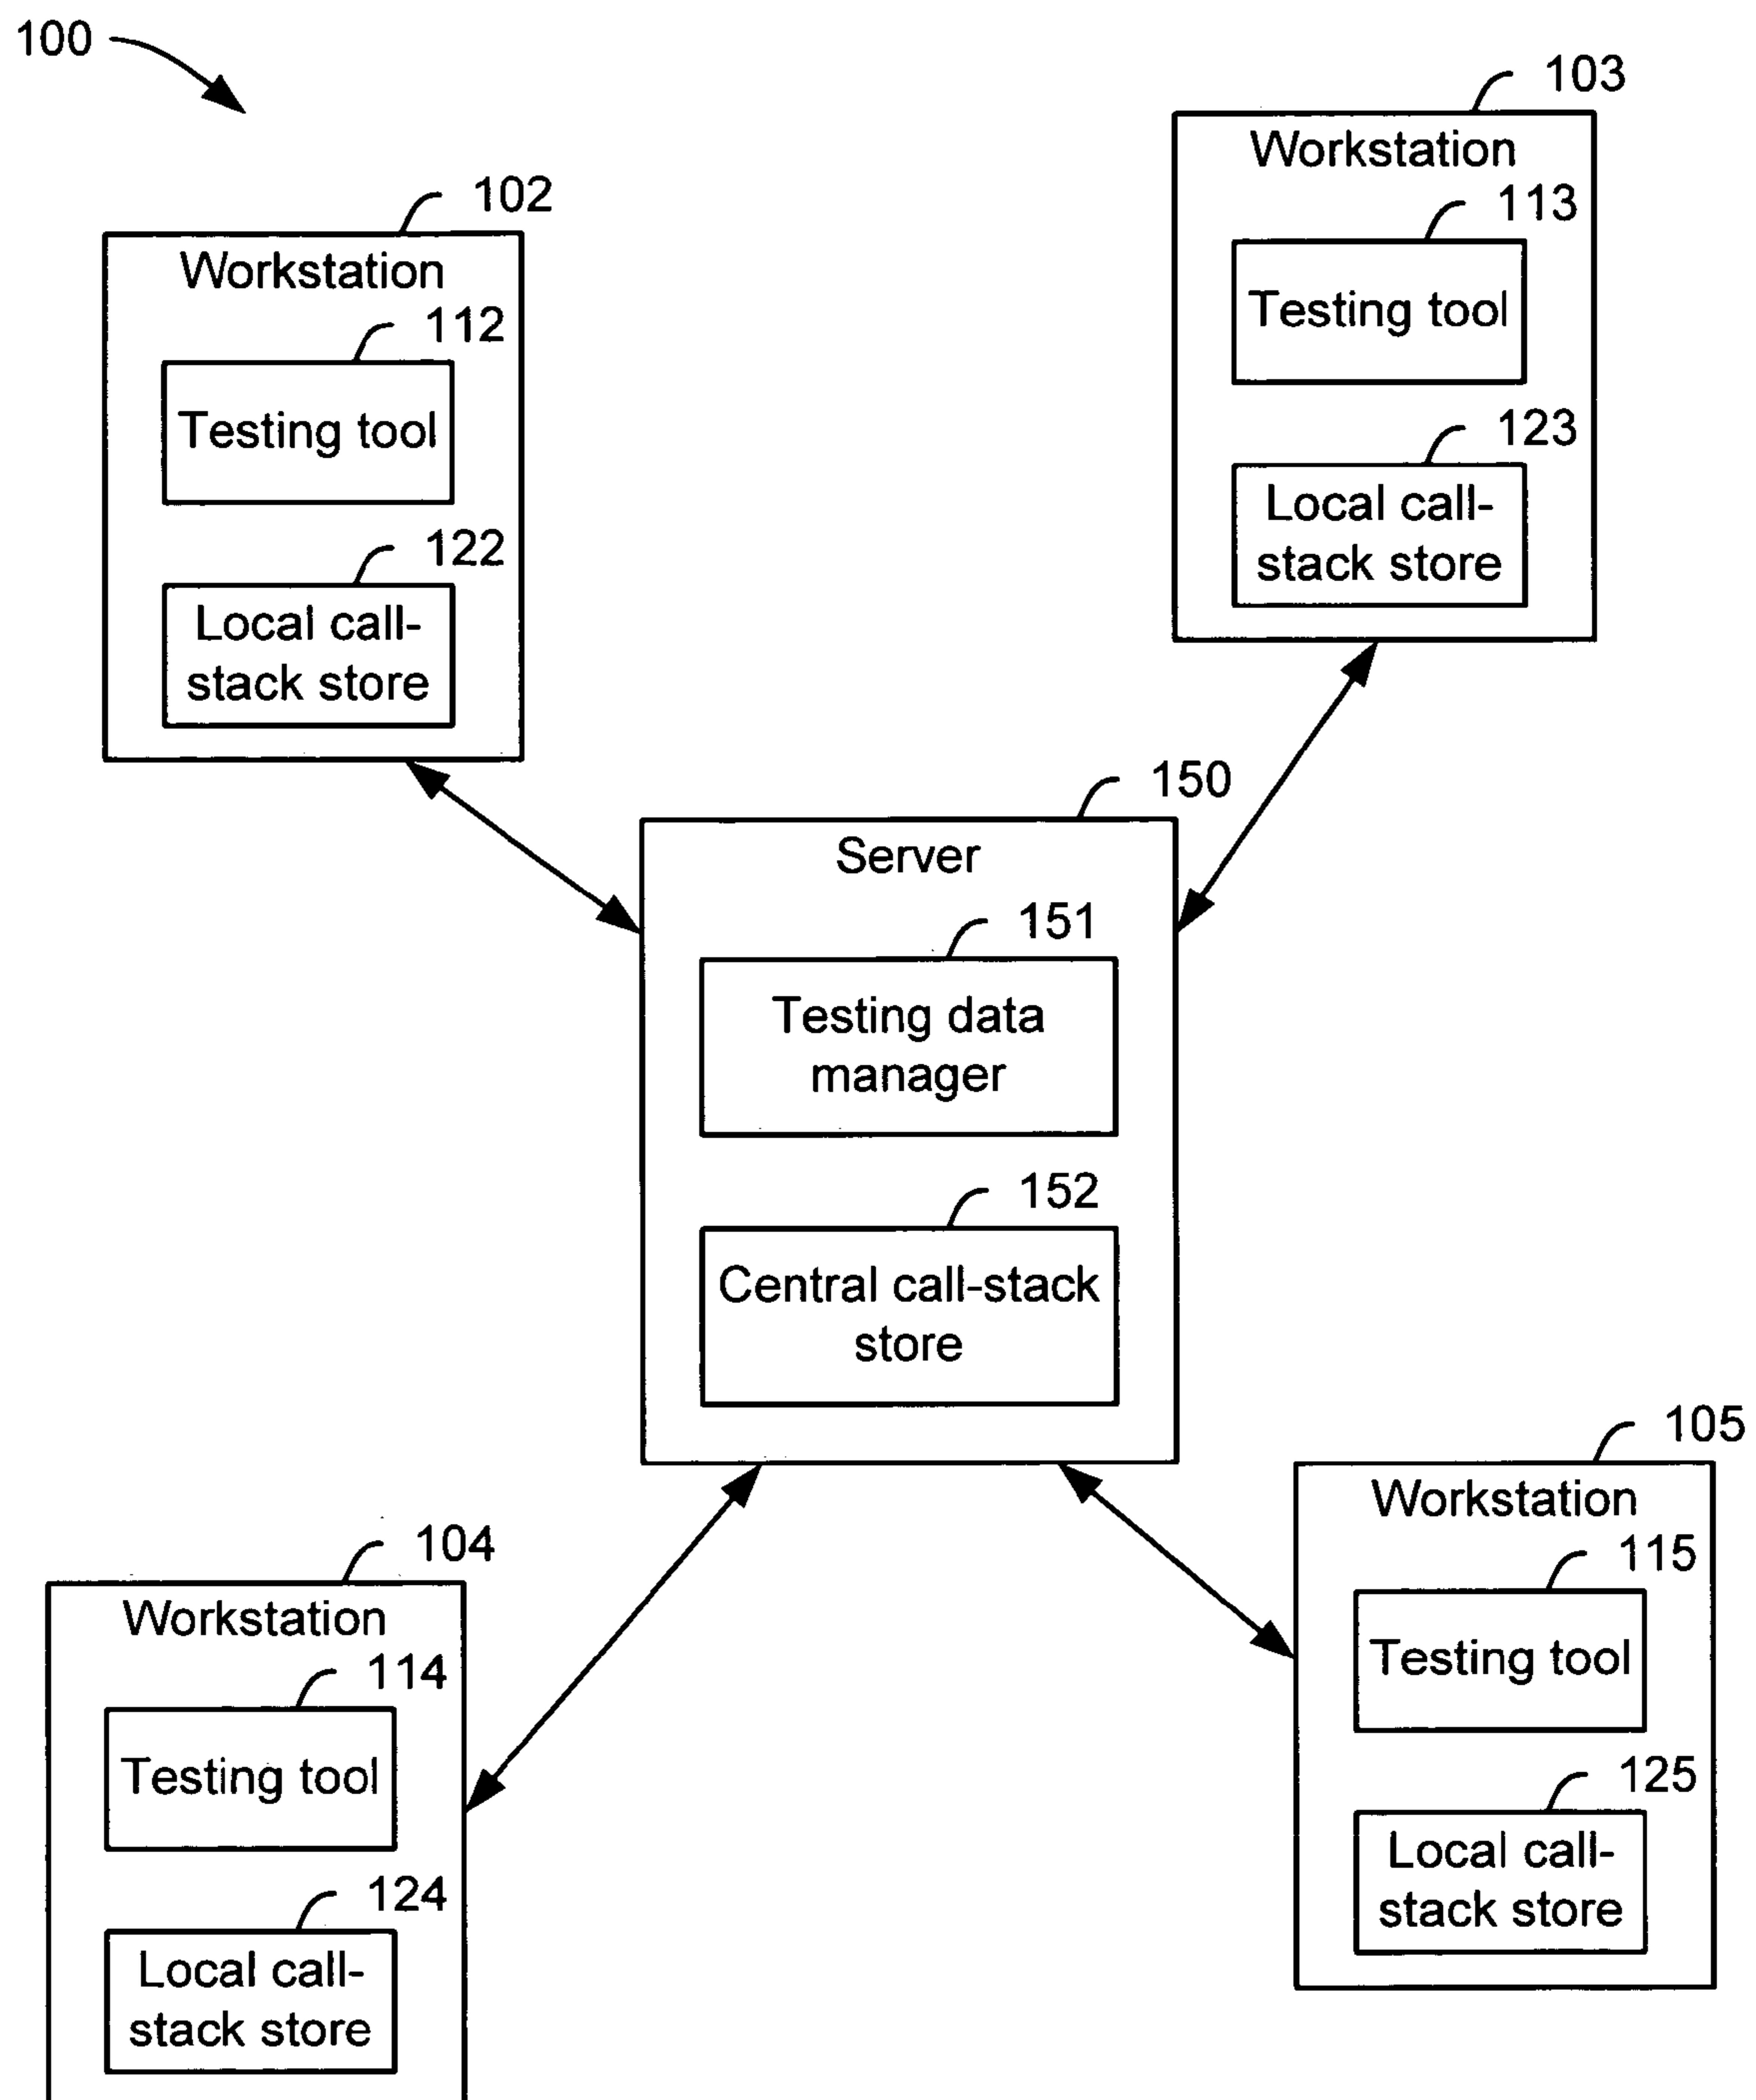 100
103
Workstation
113
Testing tool
123
Local call-
stack store
102
Workstation
112
Testing tool
122
Local call-
stack store
150
Server
151
Testing data
manager
152
Central call-stack
store
105
Workstation
115
Testing tool
125
Local call-
stack store
104
Workstation
114
Testing tool
124
Local call-
stack store